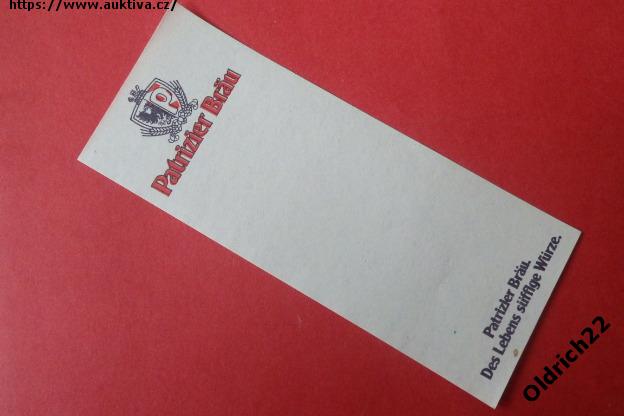 https://www.auktiva.cz/
P
Patrizier Bräu
Patrizier Bräu.
Des Lebens süffige Würze.
Oldrich22